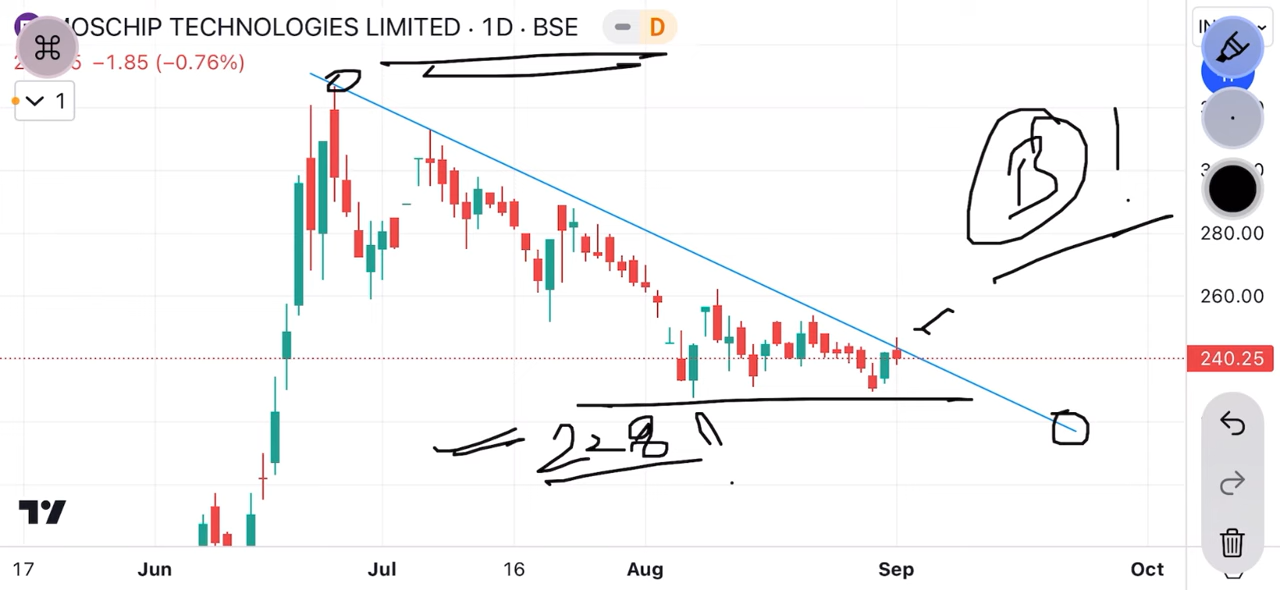 MOSCHIP TECHNOLOGIES LIMITED · 1D · BSE
D
−1.85 (−0.76%)
1
B !
280.00
260.00
240.25
228
17 Jun Jul 16 Aug Sep Oct